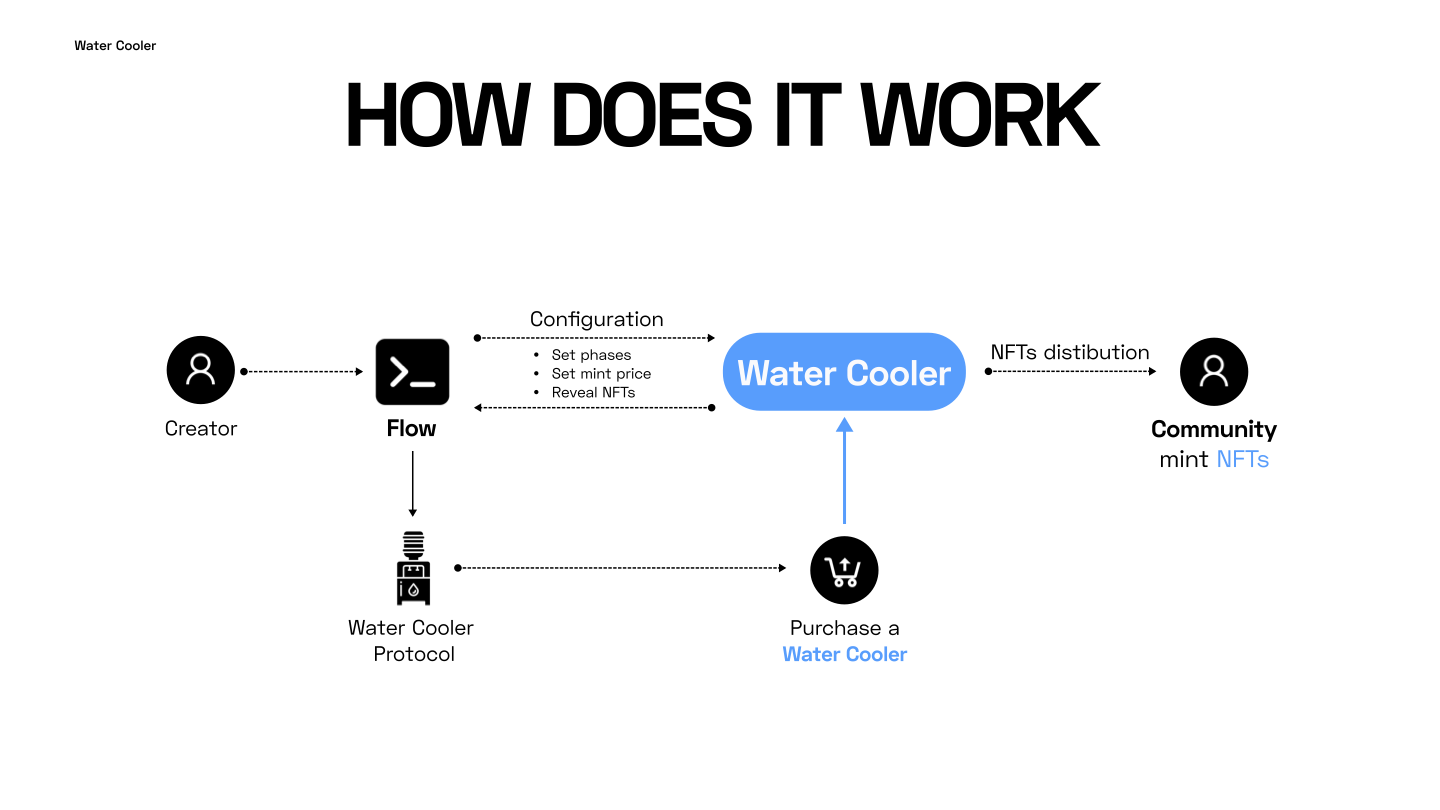 Water Cooler
HOW DOES IT WORK
Configuration
• Set phases
• Set mint price
• Reveal NFTs
Water Cooler
NFTs distibution
Creator
Flow
Community
mint NFTs
Water Cooler
Protocol
Purchase a
Water Cooler